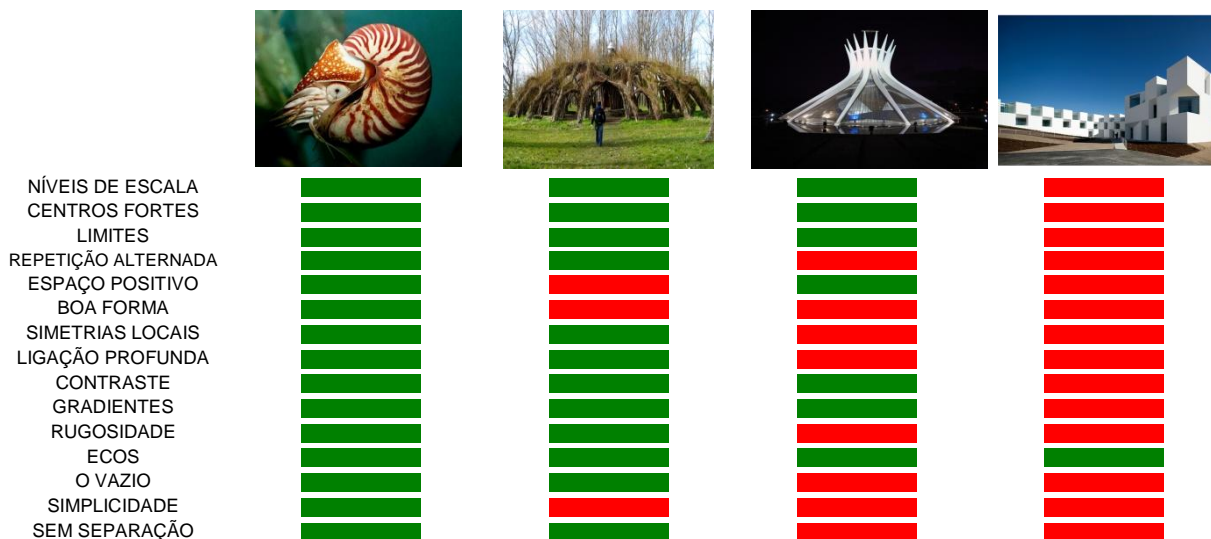 NÍVEIS DE ESCALA
CENTROS FORTES
LIMITES
REPETIÇÃO ALTERNADA
ESPAÇO POSITIVO
BOA FORMA
SIMETRIAS LOCAIS
LIGAÇÃO PROFUNDA
CONTRASTE
GRADIENTES
RUGOSIDADE
ECOS
O VAZIO
SIMPLICIDADE
SEM SEPARAÇÃO